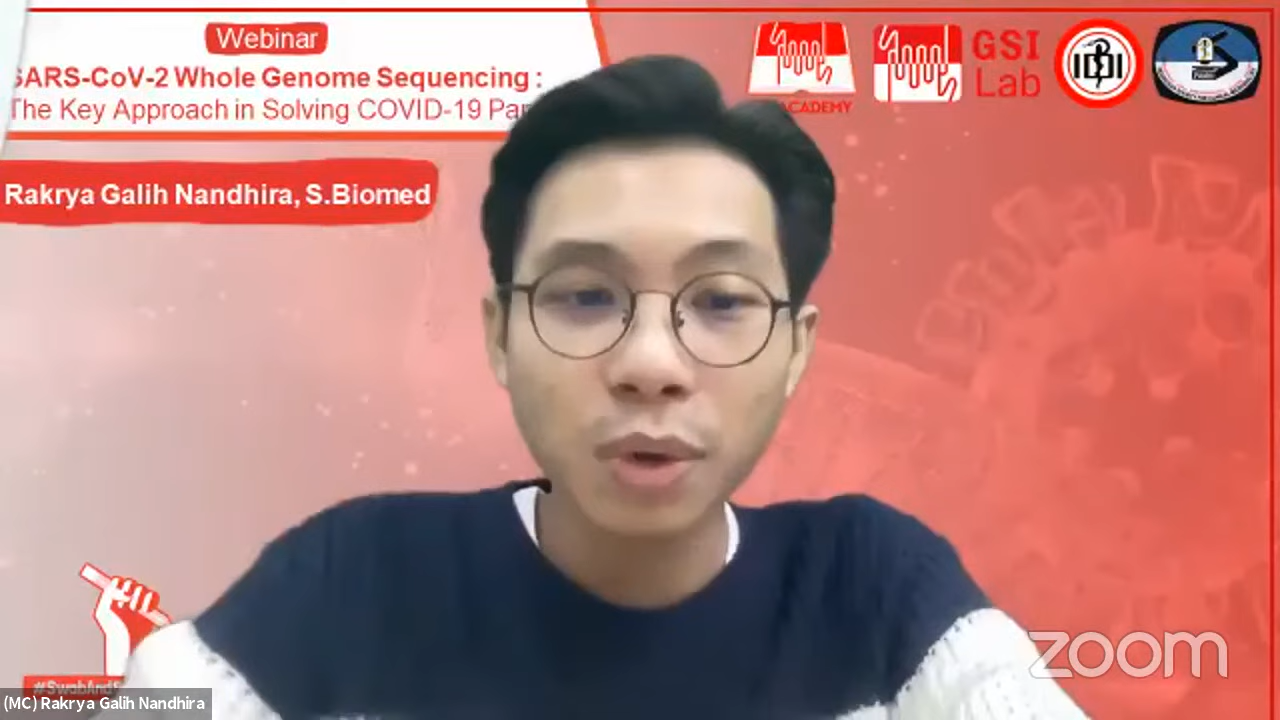 Webinar
SARS-CoV-2 Whole Genome Sequencing :
The Key Approach in Solving COVID-19
Rakrya Galih Nandhira, S.Biomed
ACADEMY
GSI
Lab
IDI
zoom
(MC) Rakrya Galih Nandhira